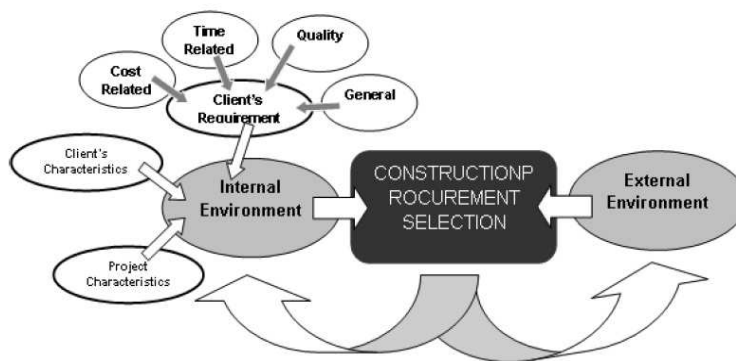 Time
Related
Quality
Cost
Related
Client's
Requirement
General
Client's
Characteristics
Internal
Environment
CONSTRUCTIONP
ROCUREMENT
SELECTION
External
Environment
Project
Characteristics